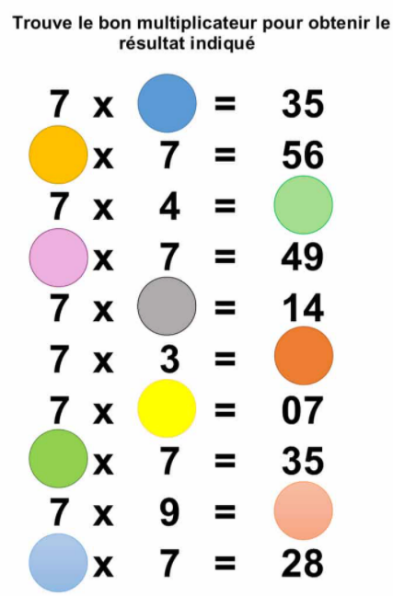 Trouve le bon multiplicateur pour obtenir le
résultat indiqué
7 x = 35
x 7 = 56
7 x 4 =
x 7 = 49
7 x = 14
7 x 3 =
7 x = 07
x 7 = 35
7 x 9 =
x 7 = 28